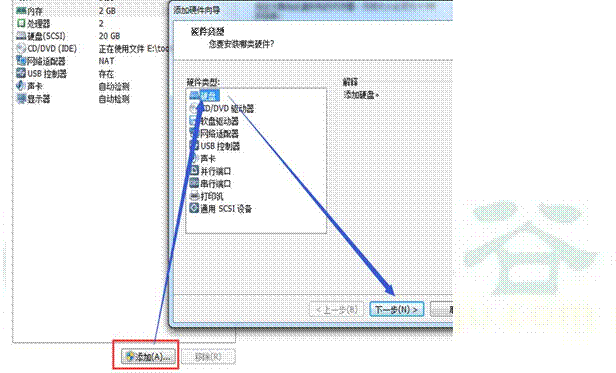 内存 2 GB
处理器 2
硬盘(SCSI) 20 GB
CD/DVD (IDE) 正在使用文件 E:\tool
网络适配器 NAT
USB 控制器 存在
声卡 自动检测
显示器 自动检测
添加(A)... 移除(R)
添加硬件向导
硬件类型
您要安装哪类硬件?
硬件类型:
硬盘
CD/DVD 驱动器
软盘驱动器
网络适配器
USB 控制器
声卡
并行端口
串行端口
打印机
通用 SCSI 设备
解释
添加硬盘。
< 上一步(B) 下一步(N) >
谷